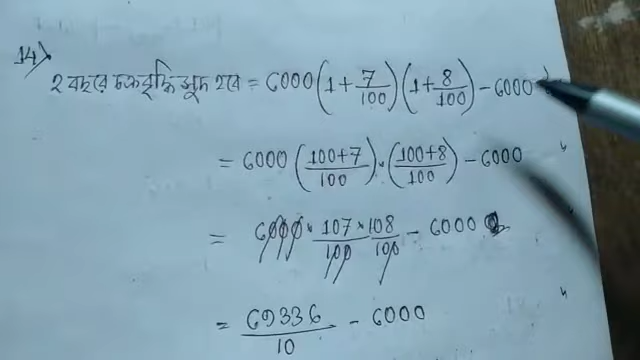 14)
২ বছরে চক্রবৃদ্ধি সুদ হবে = 6000(1+7/100)(1+8/100)-6000
= 6000 (100+7/100)·(100+8/100)-6000
= 6000×107×108/100 100 - 6000
= 69336/10 - 6000